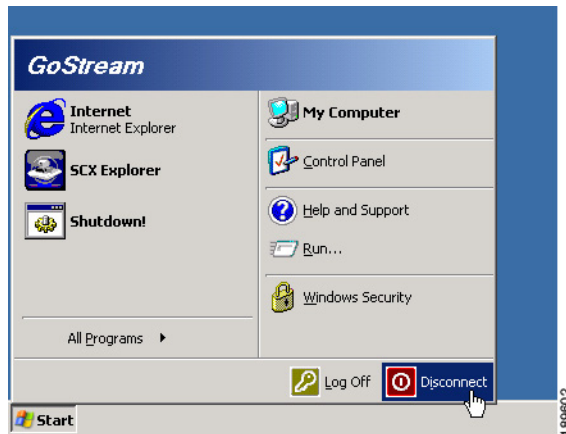 GoStream
Internet
Internet Explorer
SCX Explorer
Shutdown!
All Programs
My Computer
Control Panel
Help and Support
Run...
Windows Security
Log Off
Disconnect
Start
189602